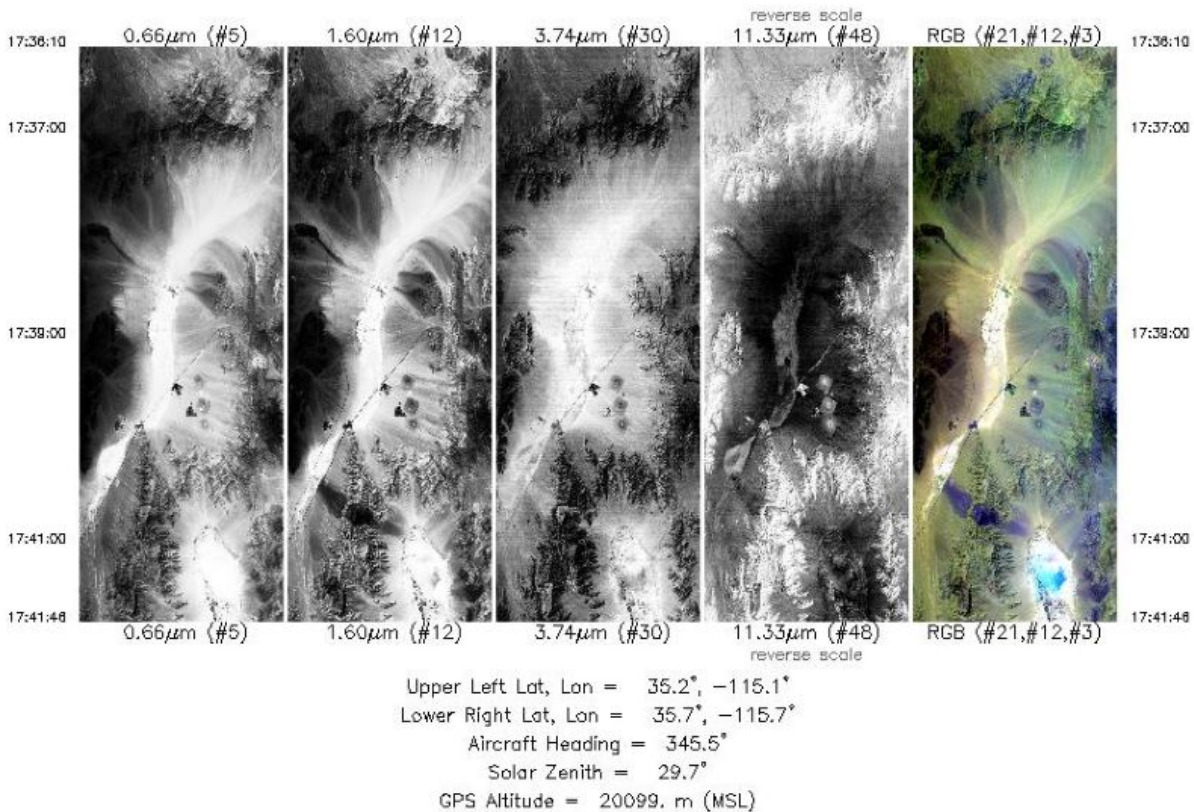 reverse scale
0.66μm (#5) 1.60μm (#12) 3.74μm (#30) 11.33μm (#48) RGB (#21,#12,#3)
17:36:10 17:36:10
17:37:00 17:37:00
17:39:00 17:39:00
17:41:00 17:41:00
17:41:46 17:41:46
0.66μm (#5) 1.60μm (#12) 3.74μm (#30) 11.33μm (#48) RGB (#21,#12,#3)
reverse scale
Upper Left Lat, Lon = 35.2°, -115.1°
Lower Right Lat, Lon = 35.7°, -115.7°
Aircraft Heading = 345.5°
Solar Zenith = 29.7°
GPS Altitude = 20099. m (MSL)